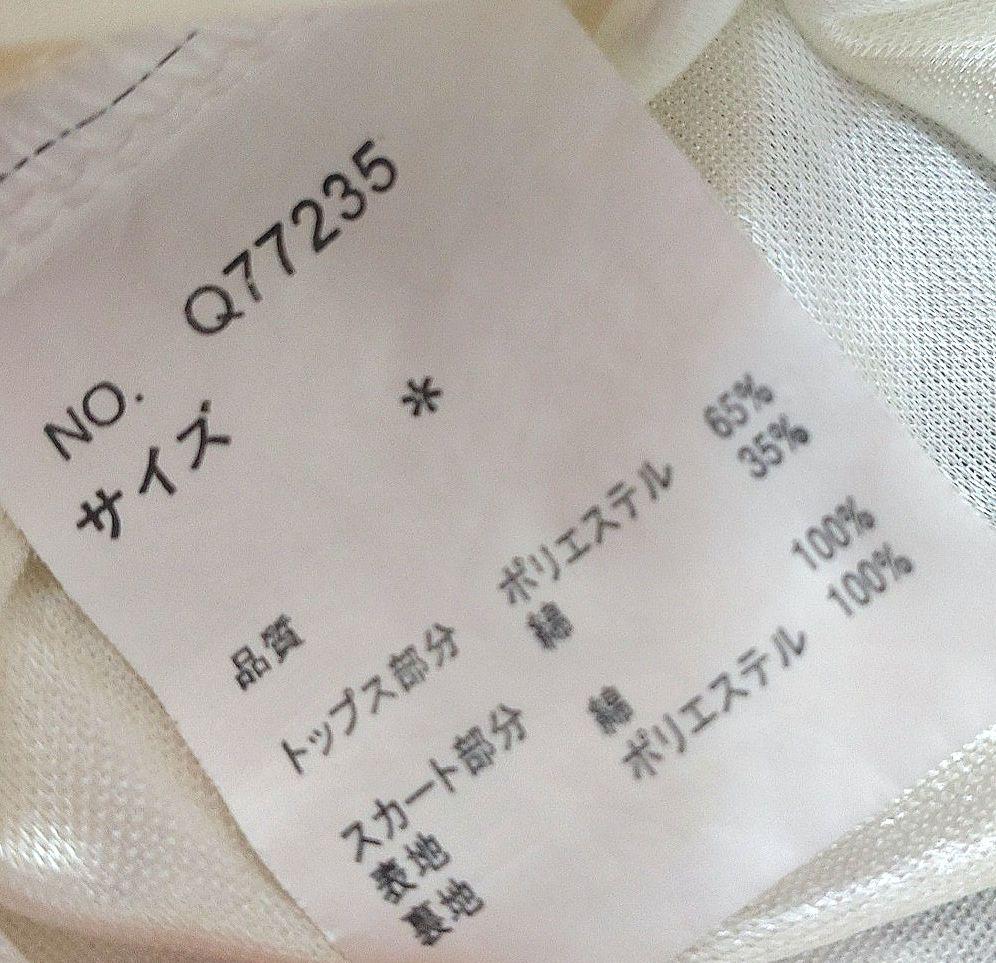 NO. Q77235
サイズ *
品質
トップス部分 ポリエステル 65%
綿 35%
スカート部分
表地 綿 100%
裏地 ポリエステル 100%